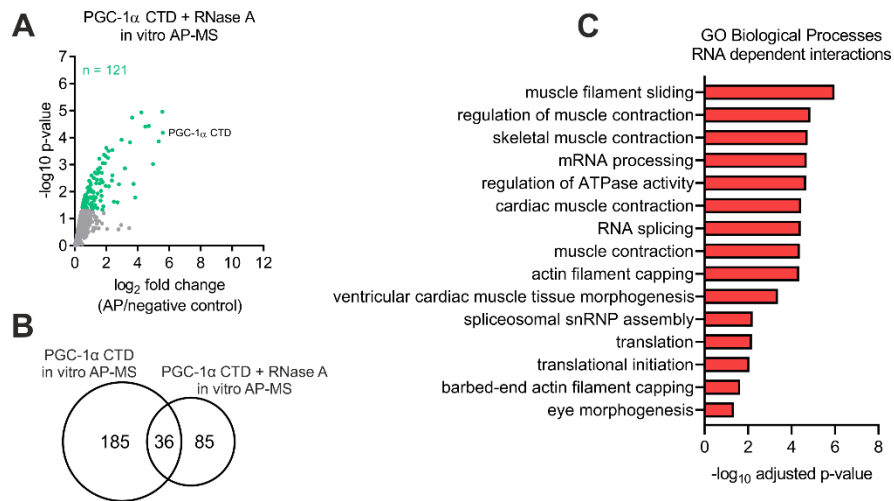 A
PGC-1α CTD + RNase A
in vitro AP-MS
n = 121
7
6
5
4
3
2
1
0
-log10 p-value
PGC-1α CTD
0 2 4 6 8 10 12
log2 fold change
(AP/negative control)
B
PGC-1α CTD
in vitro AP-MS
PGC-1α CTD + RNase A
in vitro AP-MS
185 36 85
C
GO Biological Processes
RNA dependent interactions
muscle filament sliding
regulation of muscle contraction
skeletal muscle contraction
mRNA processing
regulation of ATPase activity
cardiac muscle contraction
RNA splicing
muscle contraction
actin filament capping
ventricular cardiac muscle tissue morphogenesis
spliceosomal snRNP assembly
translation
translational initiation
barbed-end actin filament capping
eye morphogenesis
0 2 4 6 8
-log10 adjusted p-value